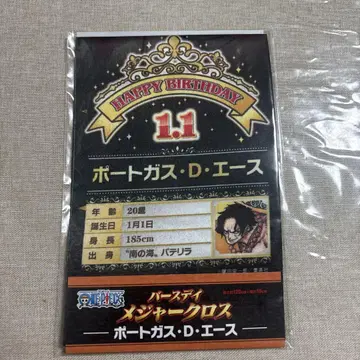 HAPPY BIRTHDAY
1.1
ポートガス・D・エース
年 齢 20歳
誕生日 1月1日
身 長 185cm
出 身 "南の海、バテリラ
バースデイ
メジャークロス
ポートガス・D・エース